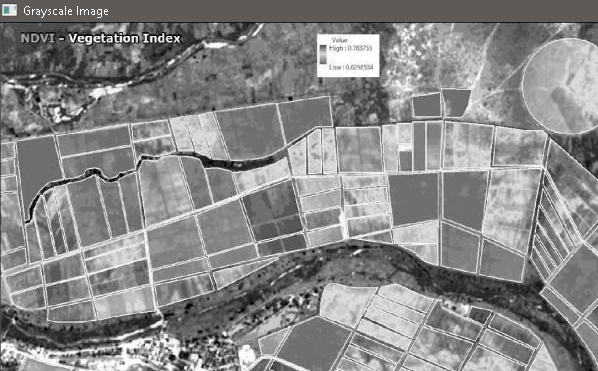 Grayscale Image
NDVI - Vegetation Index
Value
High : 0.783753
Low : 0.0298534